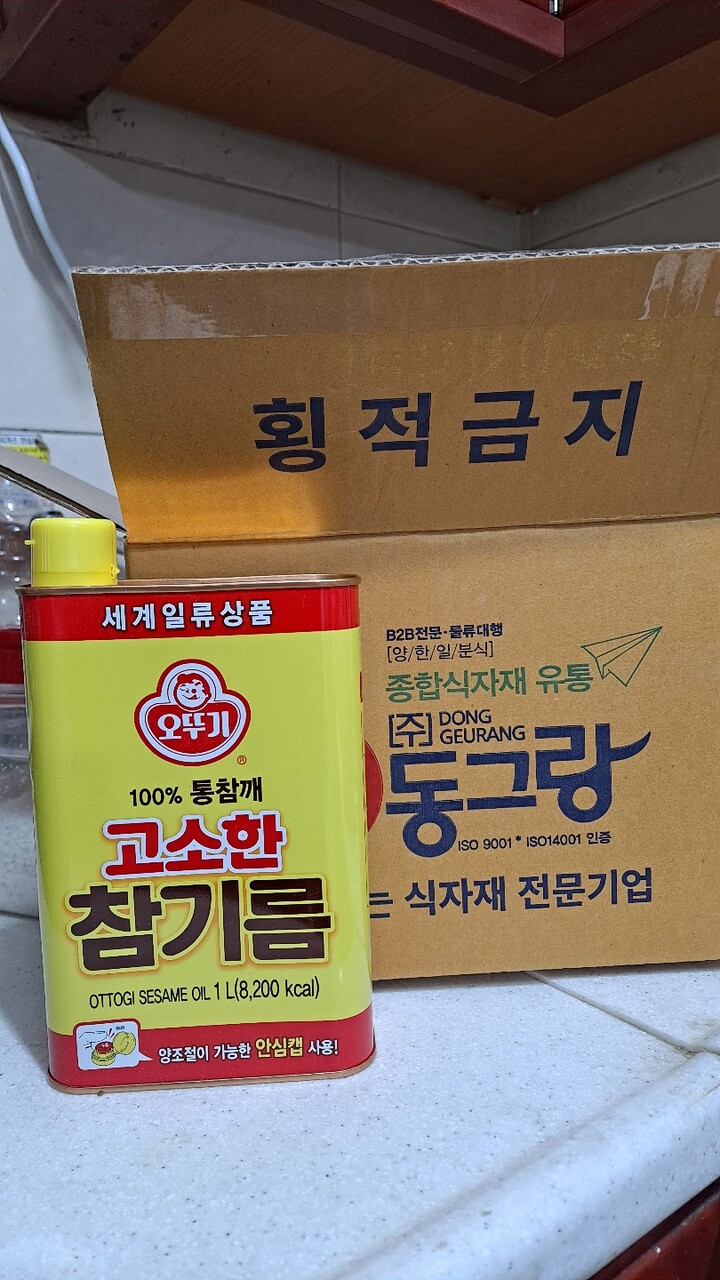 횡적금지
B2B전문·물류대행
[양/한/일/분식]
종합식자재 유통
[주] DONG GEURANG
동그랑
ISO 9001 * ISO14001 인증
는 식자재 전문기업
세계일류상품
오뚜기
®
100% 통참깨
고소한
참기름
OTTOGI SESAME OIL 1 L(8,200 kcal)
양조절이 가능한 안심캡 사용!